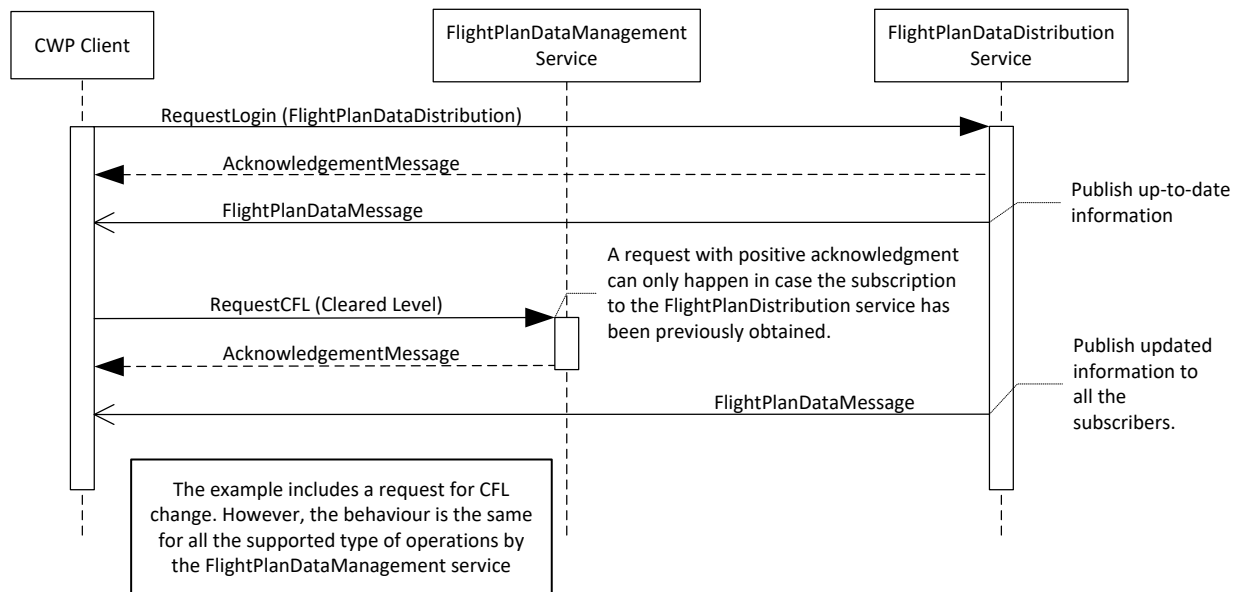 CWP Client
FlightPlanDataManagement
Service
FlightPlanDataDistribution
Service
RequestLogin (FlightPlanDataDistribution)
AcknowledgementMessage
FlightPlanDataMessage
Publish up-to-date
information
A request with positive acknowledgment
can only happen in case the subscription
to the FlightPlanDistribution service has
been previously obtained.
RequestCFL (Cleared Level)
AcknowledgementMessage
Publish updated
information to
all the
subscribers.
FlightPlanDataMessage
The example includes a request for CFL
change. However, the behaviour is the same
for all the supported type of operations by
the FlightPlanDataManagement service